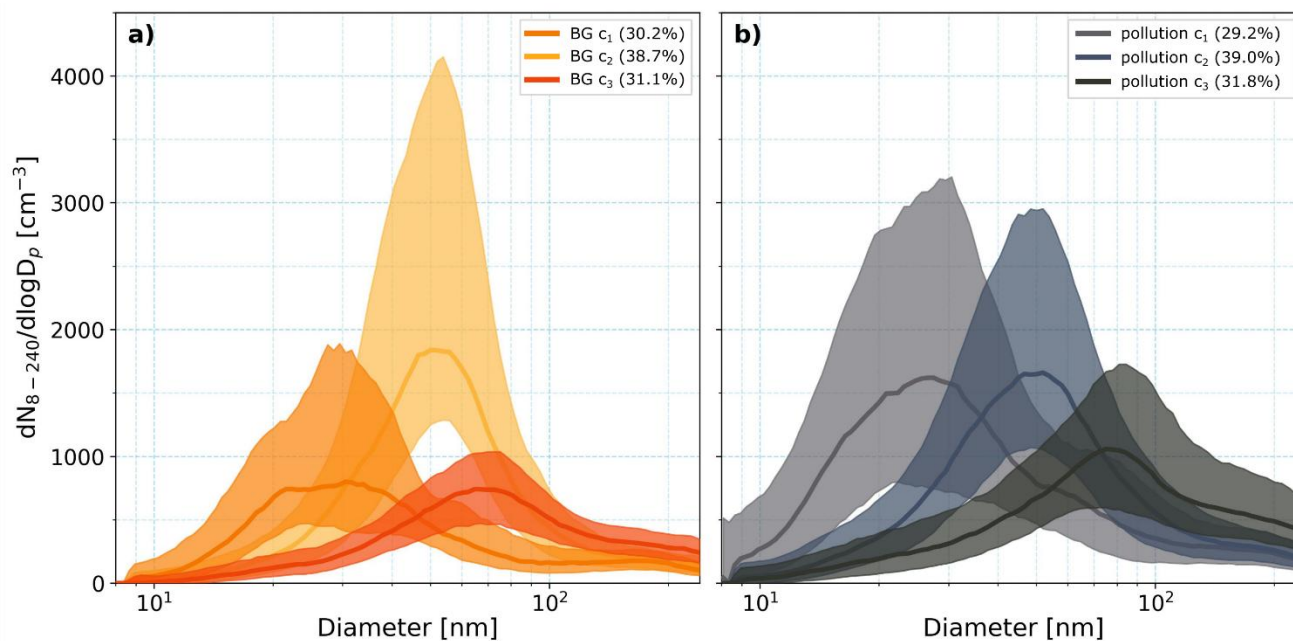 a)
BG c₁ (30.2%)
BG c₂ (38.7%)
BG c₃ (31.1%)
b)
pollution c₁ (29.2%)
pollution c₂ (39.0%)
pollution c₃ (31.8%)
dN₈₋₂₄₀/dlogDₚ [cm⁻³]
4000
3000
2000
1000
0
10¹
10²
10¹
10²
Diameter [nm]
Diameter [nm]